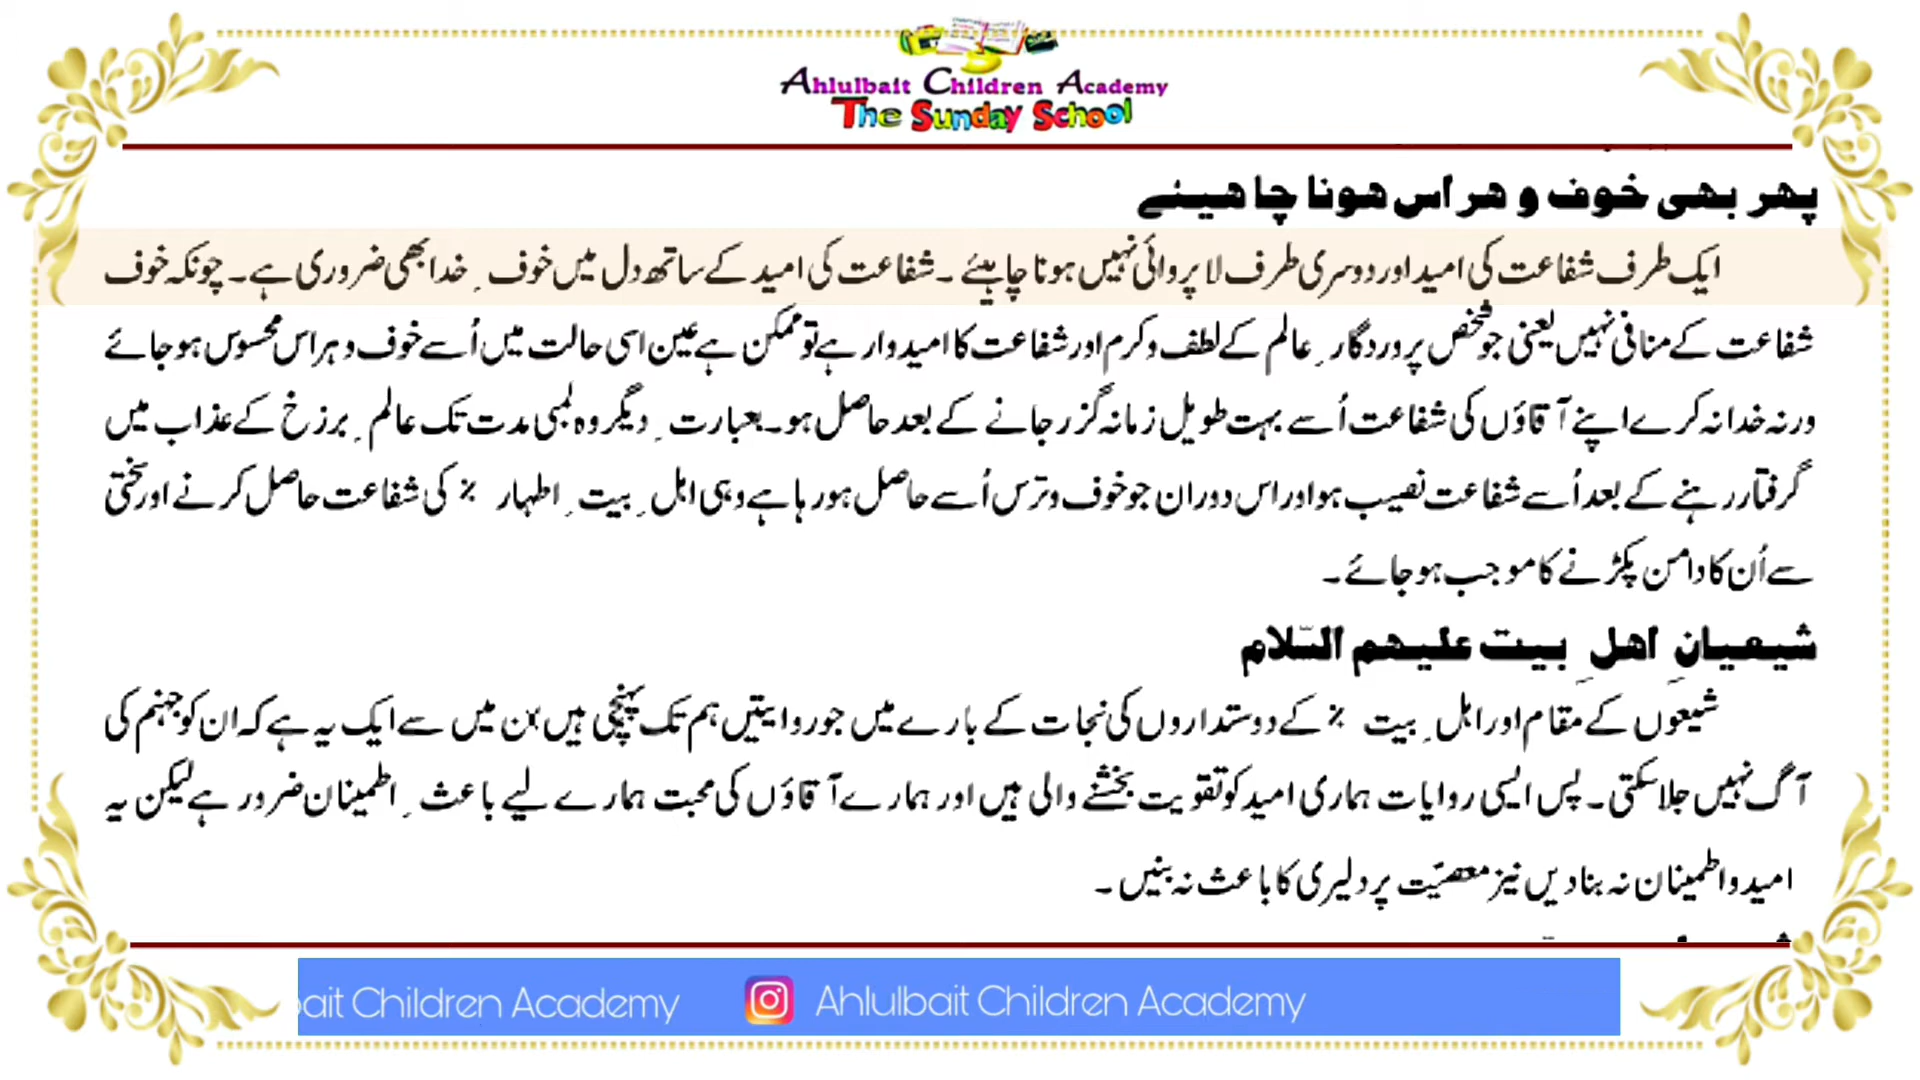 Ahlulbait Children Academy
The Sunday School
پھر بھی خوف و ھراس ھونا چاھیئے
ایک طرف شفاعت کی امید اور دوسری طرف لا پروائی نہیں ہونا چاہیئے ۔ شفاعت کی امید کے ساتھ دل میں خوف ِ خدا بھی ضروری ہے۔ چونکہ خوف
شفاعت کے منافی نہیں یعنی جو شخص پروردگار ِ عالم کے لطف و کرم اور شفاعت کا امیدوار ہے تو ممکن ہے عین اسی حالت میں اُسے خوف و ہراس محسوس ہو جائے
ورنہ خدانہ کرے اپنے آقاؤں کی شفاعت اُسے بہت طویل زمانہ گزر جانے کے بعد حاصل ہو۔ بعبارت ِ دیگر وہ لمبی مدت تک عالم ِ برزخ کے عذاب میں
گرفتار رہنے کے بعد اُسے شفاعت نصیب ہو اور اس دوران جو خوف و ترس اُسے حاصل ہو رہا ہے وہی اہل ِ بیت ِ اطہار ٪ کی شفاعت حاصل کرنے اور سختی
سے اُن کا دامن پکڑنے کا موجب ہو جائے ۔
شیعیانِ اھل ِ بیت علیھم السّلام
شیعوں کے مقام اور اہل ِ بیت ٪ کے دوستداروں کی نجات کے بارے میں جو روایتیں ہم تک پہنچی ہیں ان میں سے ایک یہ ہے کہ ان کو جہنم کی
آگ نہیں جلا سکتی ۔ پس ایسی روایات ہماری امید کو تقویت بخشنے والی ہیں اور ہمارے آقاؤں کی محبت ہمارے لیے باعث ِ اطمینان ضرور ہے لیکن یہ
امید و اطمینان نہ بنا دیں نیز معصیّت پر دلیری کا باعث نہ بنیں ۔
bait Children Academy
Ahlulbait Children Academy